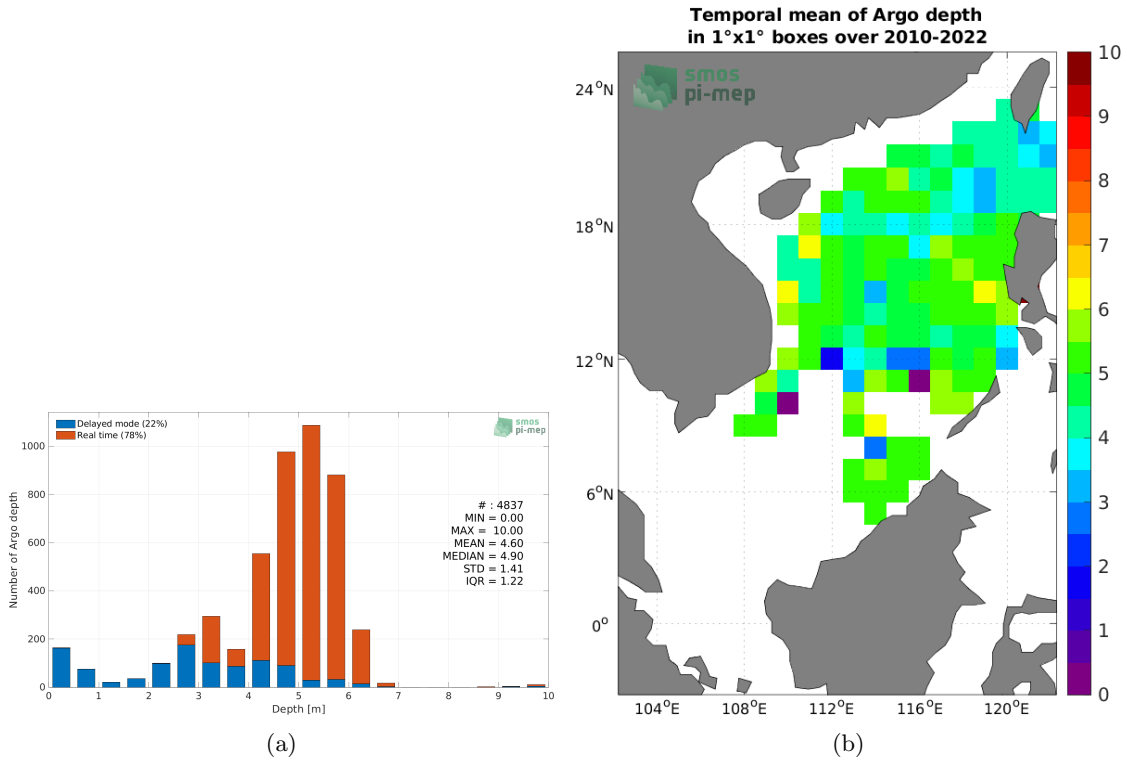 Temporal mean of Argo depth
in 1°x1° boxes over 2010-2022
smos
pi-mep
24°N
18°N
12°N
6°N
0°
104°E
108°E
112°E
116°E
120°E
10
9
8
7
6
5
4
3
2
1
0
Delayed mode (22%)
Real time (78%)
smos
pi-mep
# : 4837
MIN = 0.00
MAX = 10.00
MEAN = 4.60
MEDIAN = 4.90
STD = 1.41
IQR = 1.22
Number of Argo depth
1000
800
600
400
200
0
0 1 2 3 4 5 6 7 8 9 10
Depth [m]
(a)
(b)